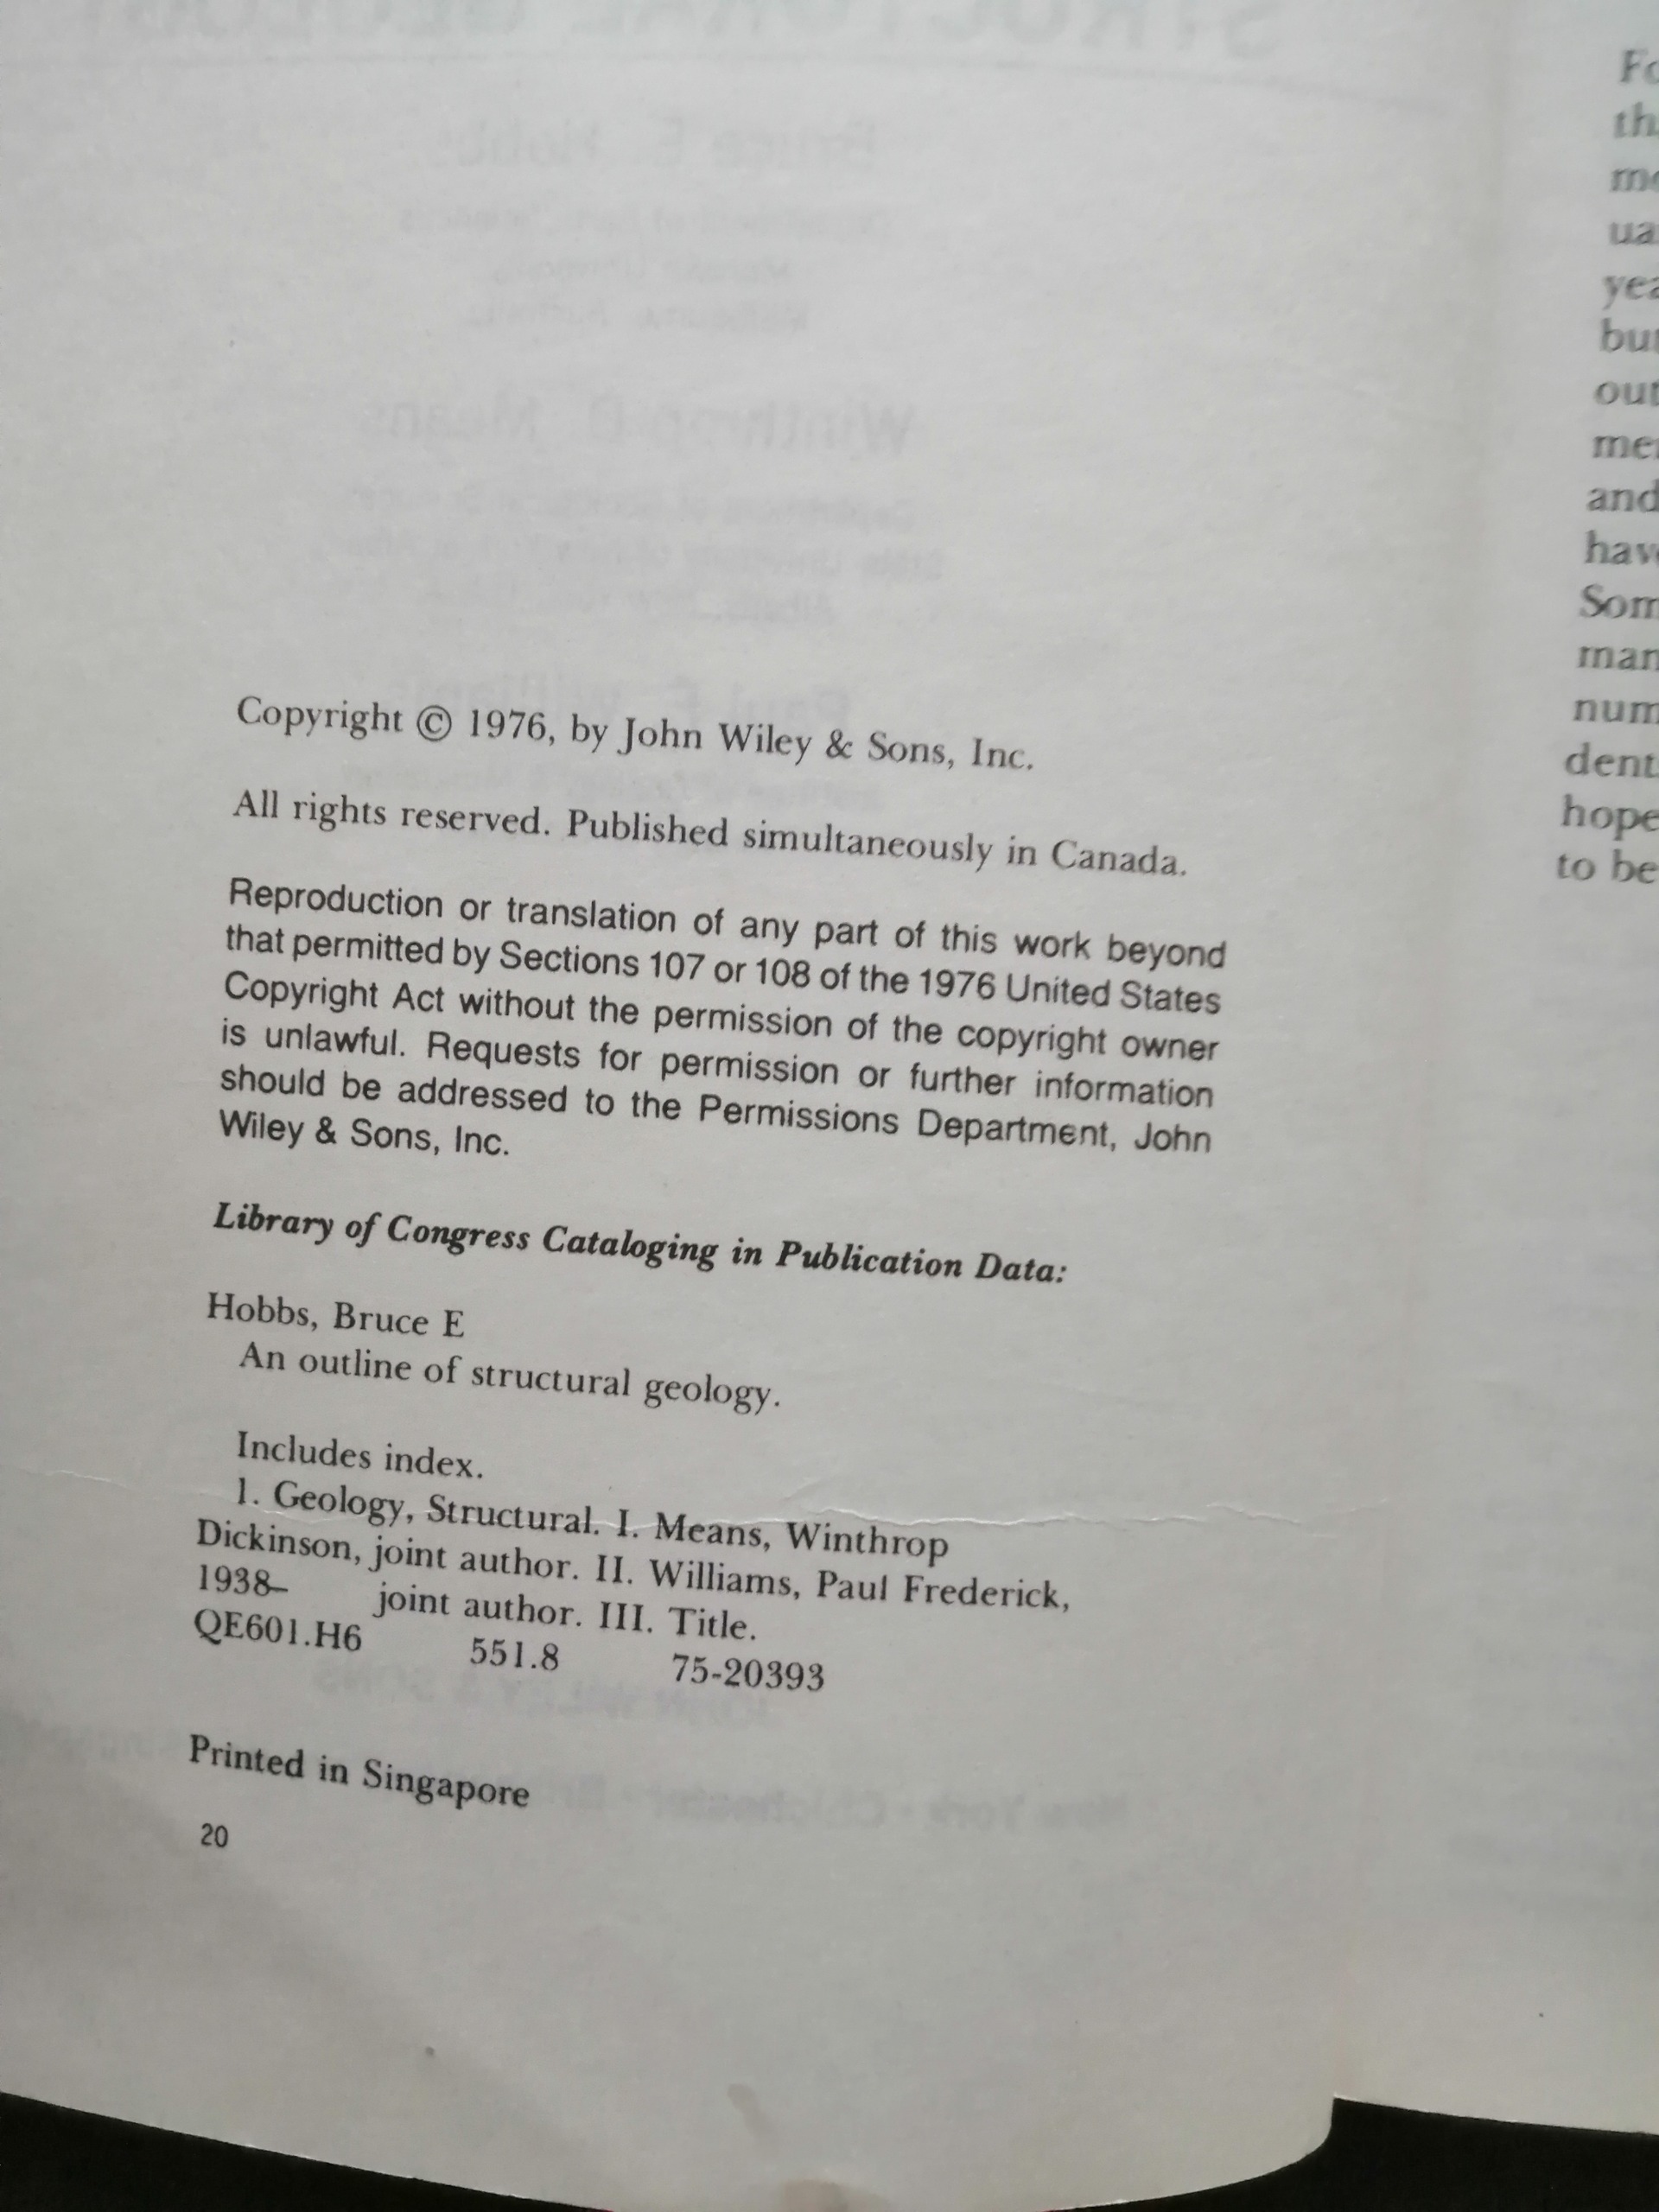 Copyright © 1976, by John Wiley & Sons, Inc.
All rights reserved. Published simultaneously in Canada.
Reproduction or translation of any part of this work beyond
that permitted by Sections 107 or 108 of the 1976 United States
Copyright Act without the permission of the copyright owner
is unlawful. Requests for permission or further information
should be addressed to the Permissions Department, John
Wiley & Sons, Inc.
Library of Congress Cataloging in Publication Data:
Hobbs, Bruce E
An outline of structural geology.
Includes index.
1. Geology, Structural. I. Means, Winthrop
Dickinson, joint author. II. Williams, Paul Frederick,
1938– joint author. III. Title.
QE601.H6 551.8 75-20393
Printed in Singapore
20
and
to be